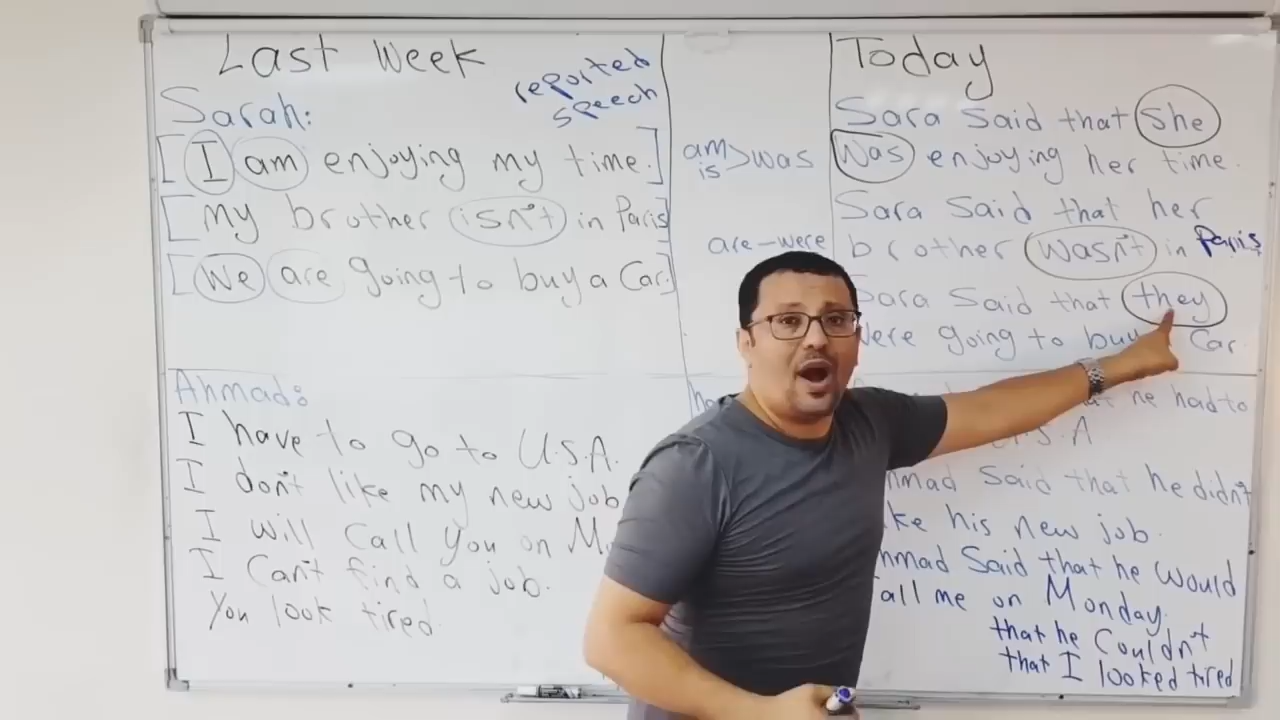 Last Week
reported
speech
Sarah:
[I am enjoying my time.]
[My brother isn't in Paris]
[We are going to buy a Car.]
am
is > was
are - were
Today
Sara Said that she
was enjoying her time.
Sara Said that her
brother wasn't in Paris.
Sara Said that they
were going to buy Car.
Ahmad:
I have to go to U.S.A.
I don't like my new job
I will Call you on M
I Can't find a job.
You look tired
he had to
S.A
Said that he didn't
his new job.
Said that he would
me on Monday.
that he Couldn't
that I looked tired